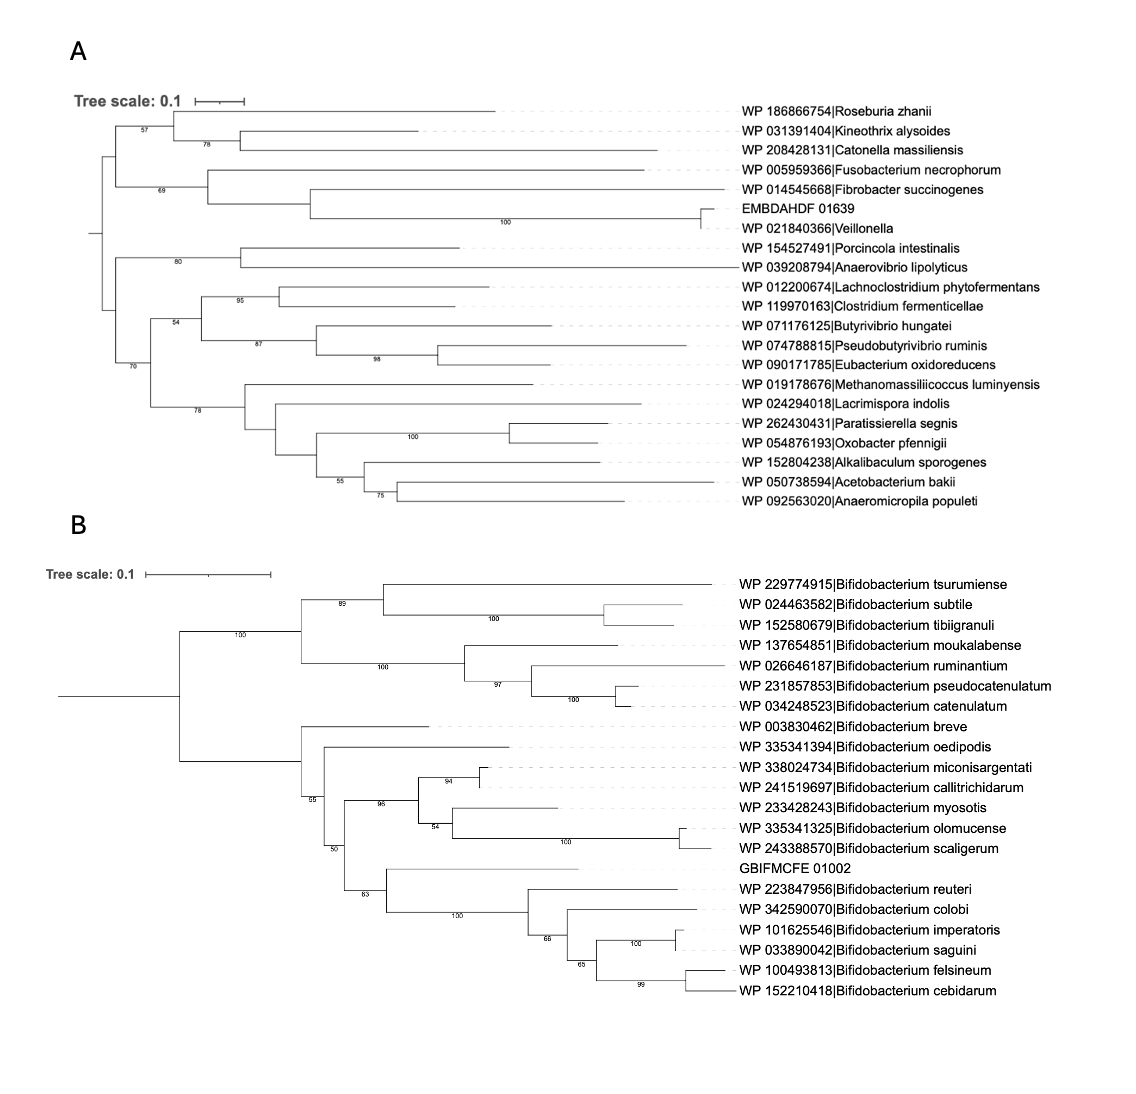 A
Tree scale: 0.1
WP 186866754|Roseburia zhanii
57
WP 031391404|Kineothrix alysoides
78
WP 208428131|Catonella massiliensis
WP 005959366|Fusobacterium necrophorum
69
WP 014545668|Fibrobacter succinogenes
EMBDAHDF 01639
100
WP 021840366|Veillonella
WP 154527491|Porcincola intestinalis
80
WP 039208794|Anaerovibrio lipolyticus
WP 012200674|Lachnoclostridium phytofermentans
95
WP 119970163|Clostridium fermenticellae
54
WP 071176125|Butyrivibrio hungatei
87
WP 074788815|Pseudobutyrivibrio ruminis
98
WP 090171785|Eubacterium oxidoreducens
70
WP 019178676|Methanomassiliicoccus luminyensis
78
WP 024294018|Lacrimispora indolis
WP 262430431|Paratissierella segnis
100
WP 054876193|Oxobacter pfennigii
WP 152804238|Alkalibaculum sporogenes
55
WP 050738594|Acetobacterium bakii
75
WP 092563020|Anaeromicropila populeti
B
Tree scale: 0.1
WP 229774915|Bifidobacterium tsurumiense
89
WP 024463582|Bifidobacterium subtile
100
WP 152580679|Bifidobacterium tibiigranuli
100
WP 137654851|Bifidobacterium moukalabense
100
WP 026646187|Bifidobacterium ruminantium
97
WP 231857853|Bifidobacterium pseudocatenulatum
100
WP 034248523|Bifidobacterium catenulatum
WP 003830462|Bifidobacterium breve
WP 335341394|Bifidobacterium oedipodis
WP 338024734|Bifidobacterium miconisargentati
94
WP 241519697|Bifidobacterium callitrichidarum
55
96
WP 233428243|Bifidobacterium myosotis
54
WP 335341325|Bifidobacterium olomucense
100
WP 243388570|Bifidobacterium scaligerum
50
GBIFMCFE 01002
WP 223847956|Bifidobacterium reuteri
63
WP 342590070|Bifidobacterium colobi
100
WP 101625546|Bifidobacterium imperatoris
66
100
WP 033890042|Bifidobacterium saguini
65
WP 100493813|Bifidobacterium felsineum
99
WP 152210418|Bifidobacterium cebidarum